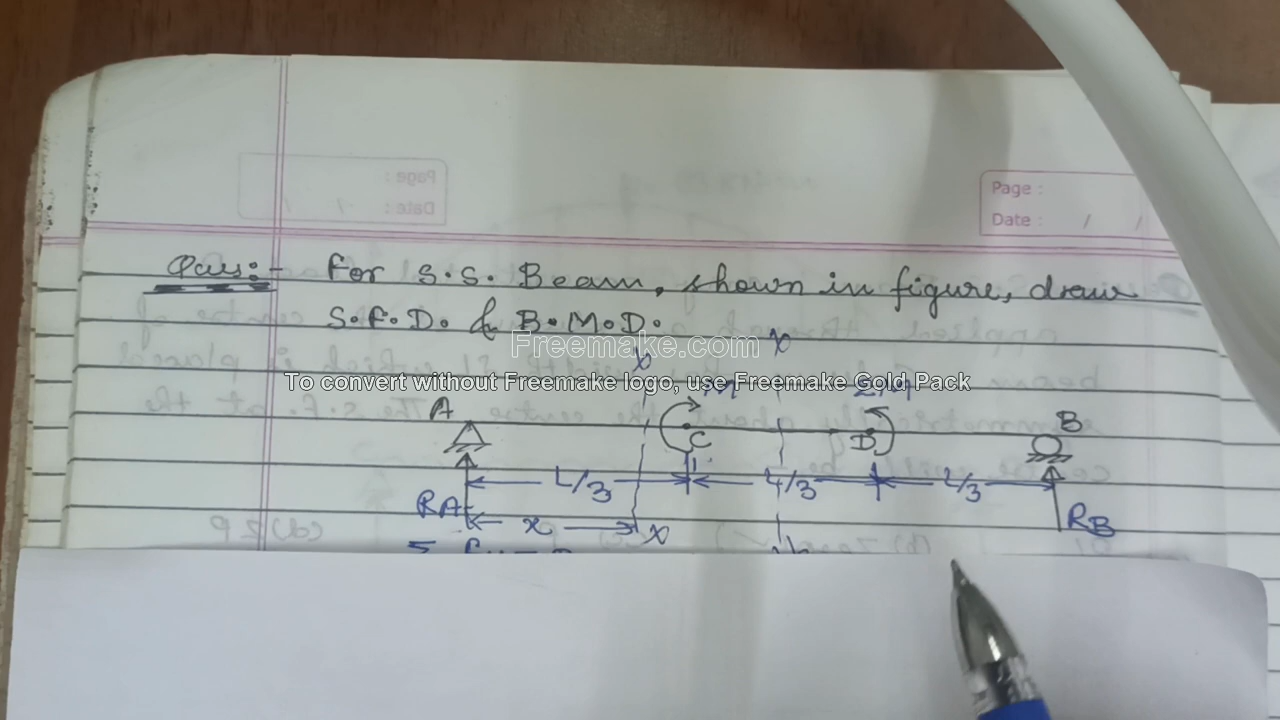 Page :
Date : / /
Ques:- For S.S. Beam, shown in figure, draw
S.F.D. & B.M.D.
Freemake.com
To convert without Freemake logo, use Freemake Gold Pack
x x
A M B
C D
L/3 L/3 L/3
RA x x RB